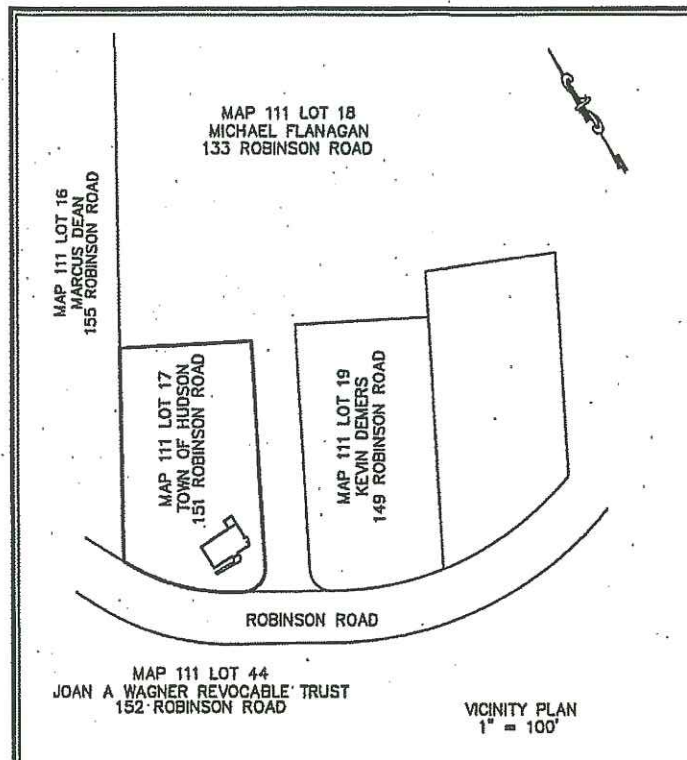 MAP 111 LOT 18
MICHAEL FLANAGAN
133 ROBINSON ROAD
MAP 111 LOT 16
MARCUS DEAN
155 ROBINSON ROAD
MAP 111 LOT 17
TOWN OF HUDSON
151 ROBINSON ROAD
MAP 111 LOT 19
KEVIN DEMERS
149 ROBINSON ROAD
ROBINSON ROAD
MAP 111 LOT 44
JOAN A WAGNER REVOCABLE TRUST
152 ROBINSON ROAD
VICINITY PLAN
1" = 100'